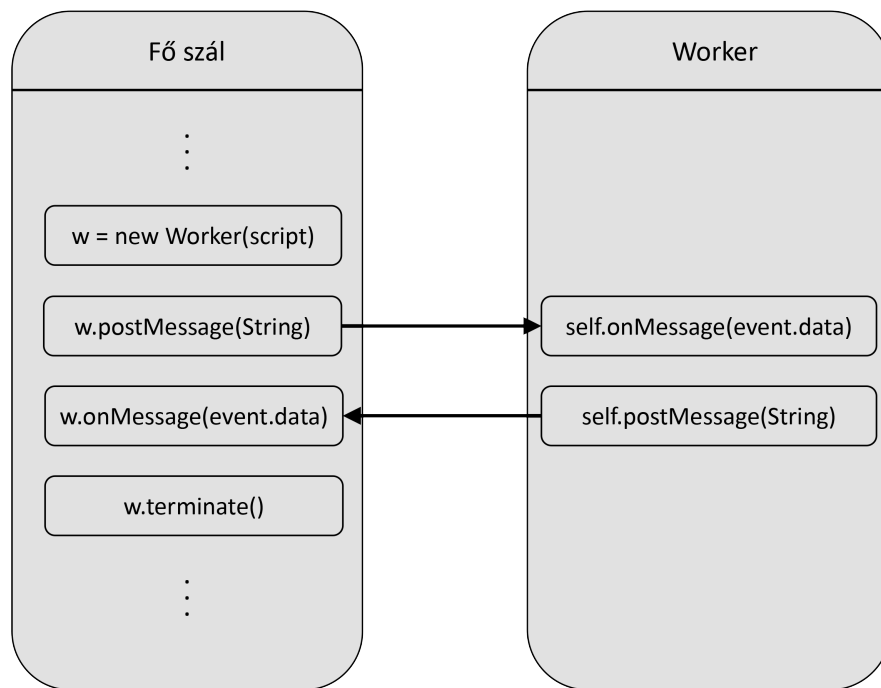 Fő szál
w = new Worker(script)
w.postMessage(String)
w.onMessage(event.data)
w.terminate()
Worker
self.onMessage(event.data)
self.postMessage(String)